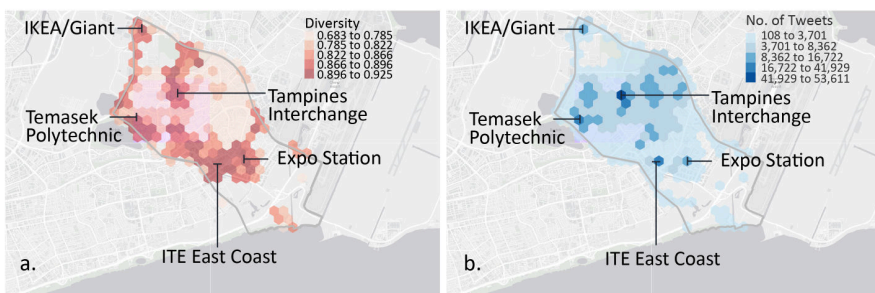 IKEA/Giant
Diversity
0.683 to 0.785
0.785 to 0.822
0.822 to 0.866
0.866 to 0.896
0.896 to 0.925
Tampines
Interchange
Temasek
Polytechnic
Expo Station
ITE East Coast
a.
IKEA/Giant
No. of Tweets
108 to 3,701
3,701 to 8,362
8,362 to 16,722
16,722 to 41,929
41,929 to 53,611
Tampines
Interchange
Temasek
Polytechnic
Expo Station
ITE East Coast
b.